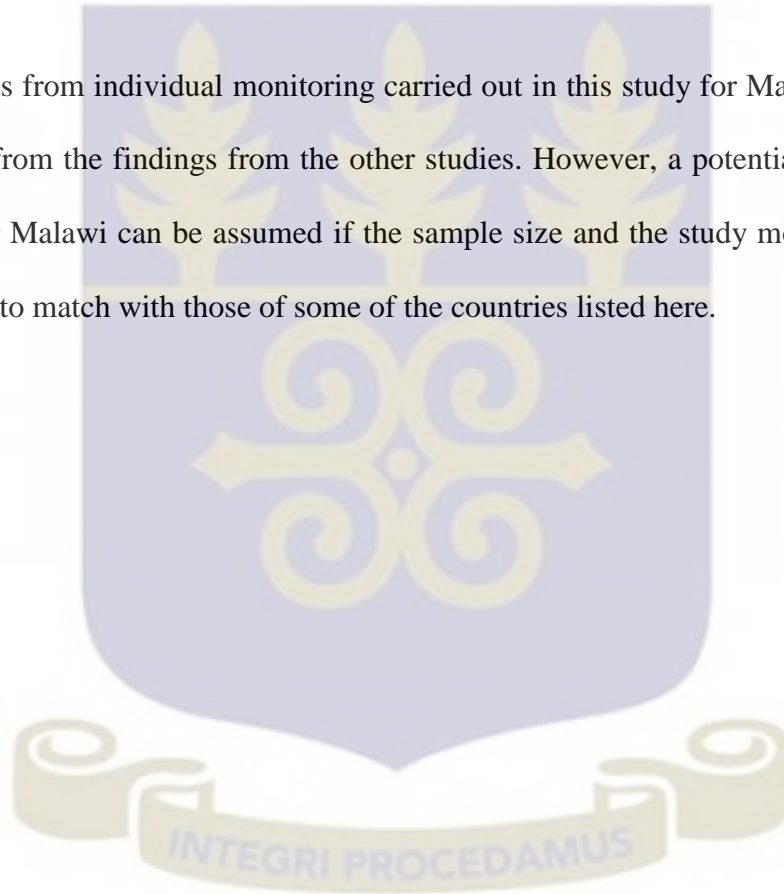 s from individual monitoring carried out in this study for Ma
from the findings from the other studies. However, a potentia
Malawi can be assumed if the sample size and the study me
to match with those of some of the countries listed here.
INTEGRI PROCEDAMUS